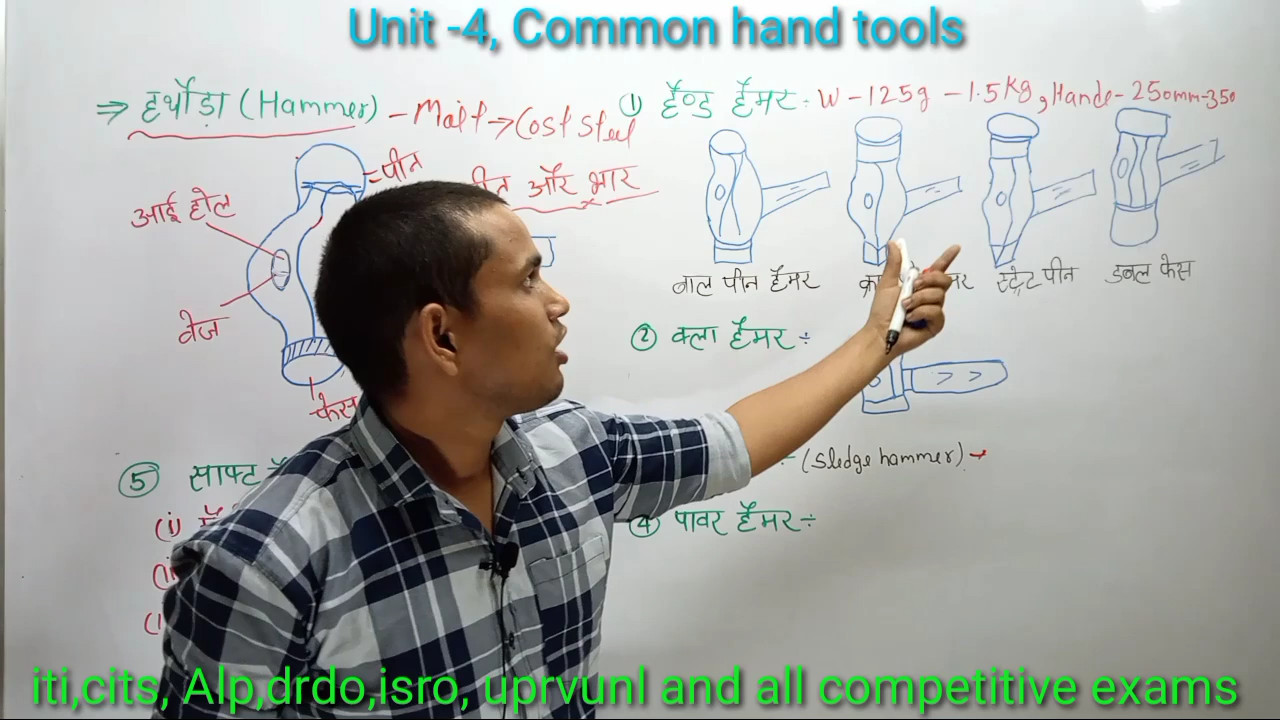 Unit -4, Common hand tools
⇒ हथौड़ा (Hammer) - Matl → Cost Steel
पीन
और भार
आई होल
वेज
फेस
① हैण्ड हैमर ÷ W - 125g - 1.5Kg, Hande - 250mm-350
बाल पीन हैमर
स्ट्रेट पीन
डबल फेस
② क्ला हैमर ÷
(Sledge hammer) →
④ पावर हैमर ÷
⑤ साफ्ट
(i)
iti,cits, Alp,drdo,isro, uprvunl and all competitive exams